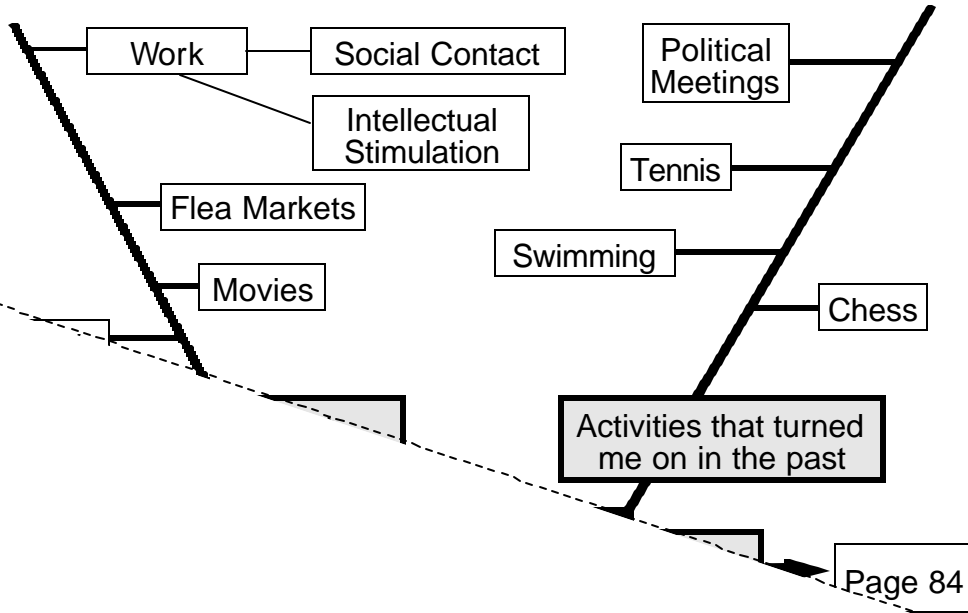 Work
Social Contact
Intellectual
Stimulation
Flea Markets
Movies
Political
Meetings
Tennis
Swimming
Chess
Activities that turned
me on in the past
Page 84